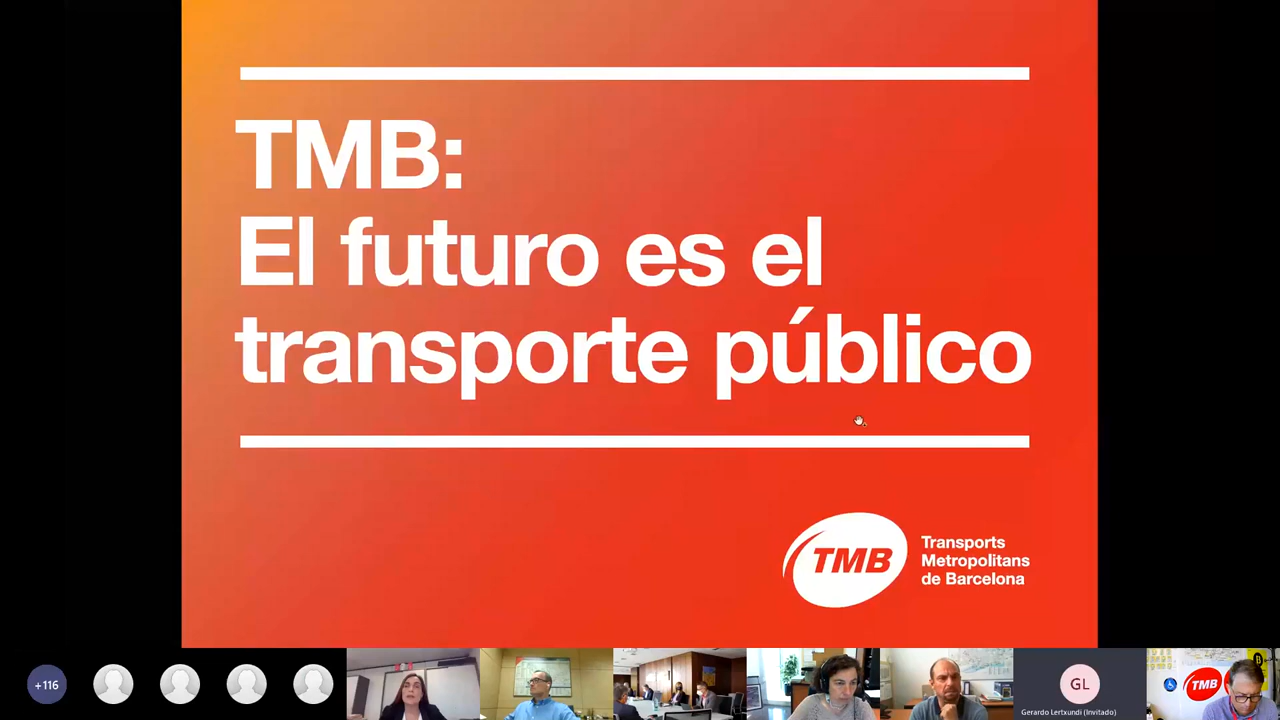 TMB:
El futuro es el
transporte público
TMB
Transports
Metropolitans
de Barcelona
+116
GL
Gerardo Lertxundi (Invitado)
TMB